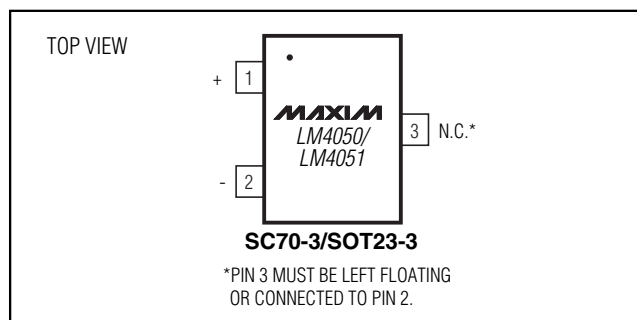 TOP VIEW
+ 1
MAXIM
LM4050/
LM4051
3 N.C.*
- 2
SC70-3/SOT23-3
*PIN 3 MUST BE LEFT FLOATING
OR CONNECTED TO PIN 2.